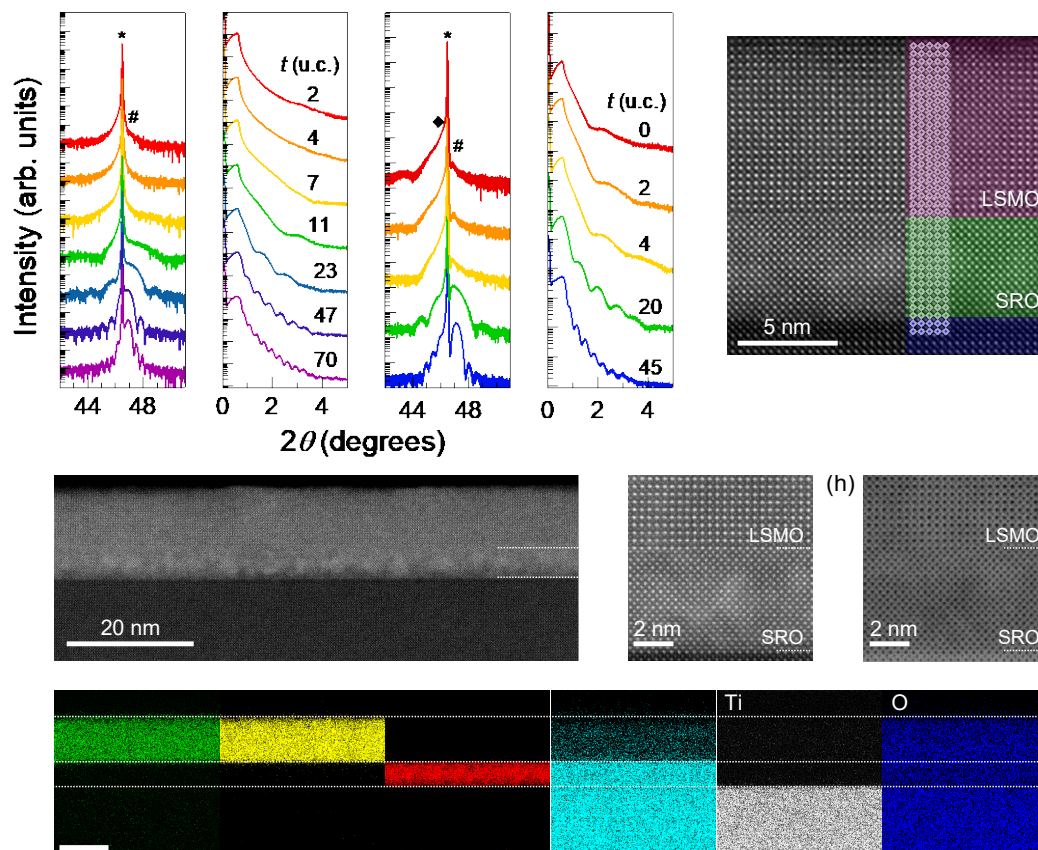 Intensity (arb. units)
*
#
t (u.c.)
2
4
7
11
23
47
70
*
◆
#
t (u.c.)
0
2
4
20
45
44 48
0 2 4
44 48
0 2 4
2θ (degrees)
LSMO
SRO
5 nm
20 nm
LSMO
2 nm
SRO
(h)
LSMO
2 nm
SRO
Ti
O